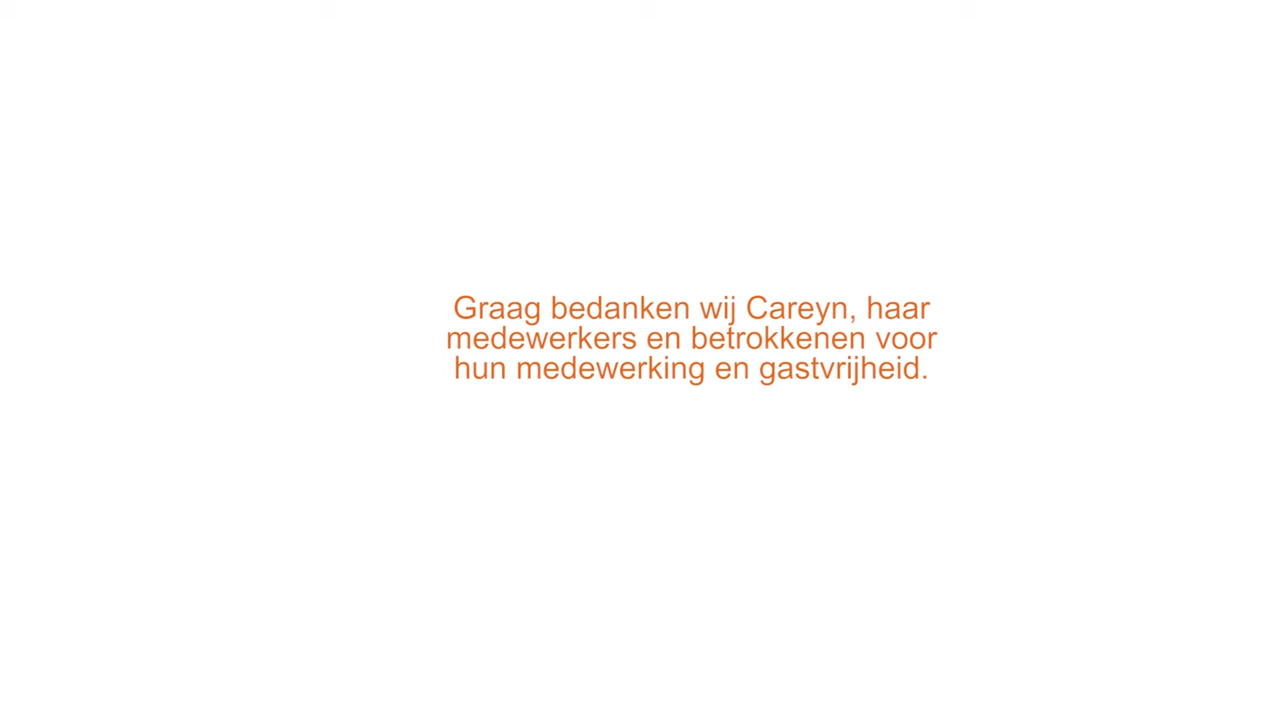 Graag bedanken wij Careyn, haar
medewerkers en betrokkenen voor
hun medewerking en gastvrijheid.